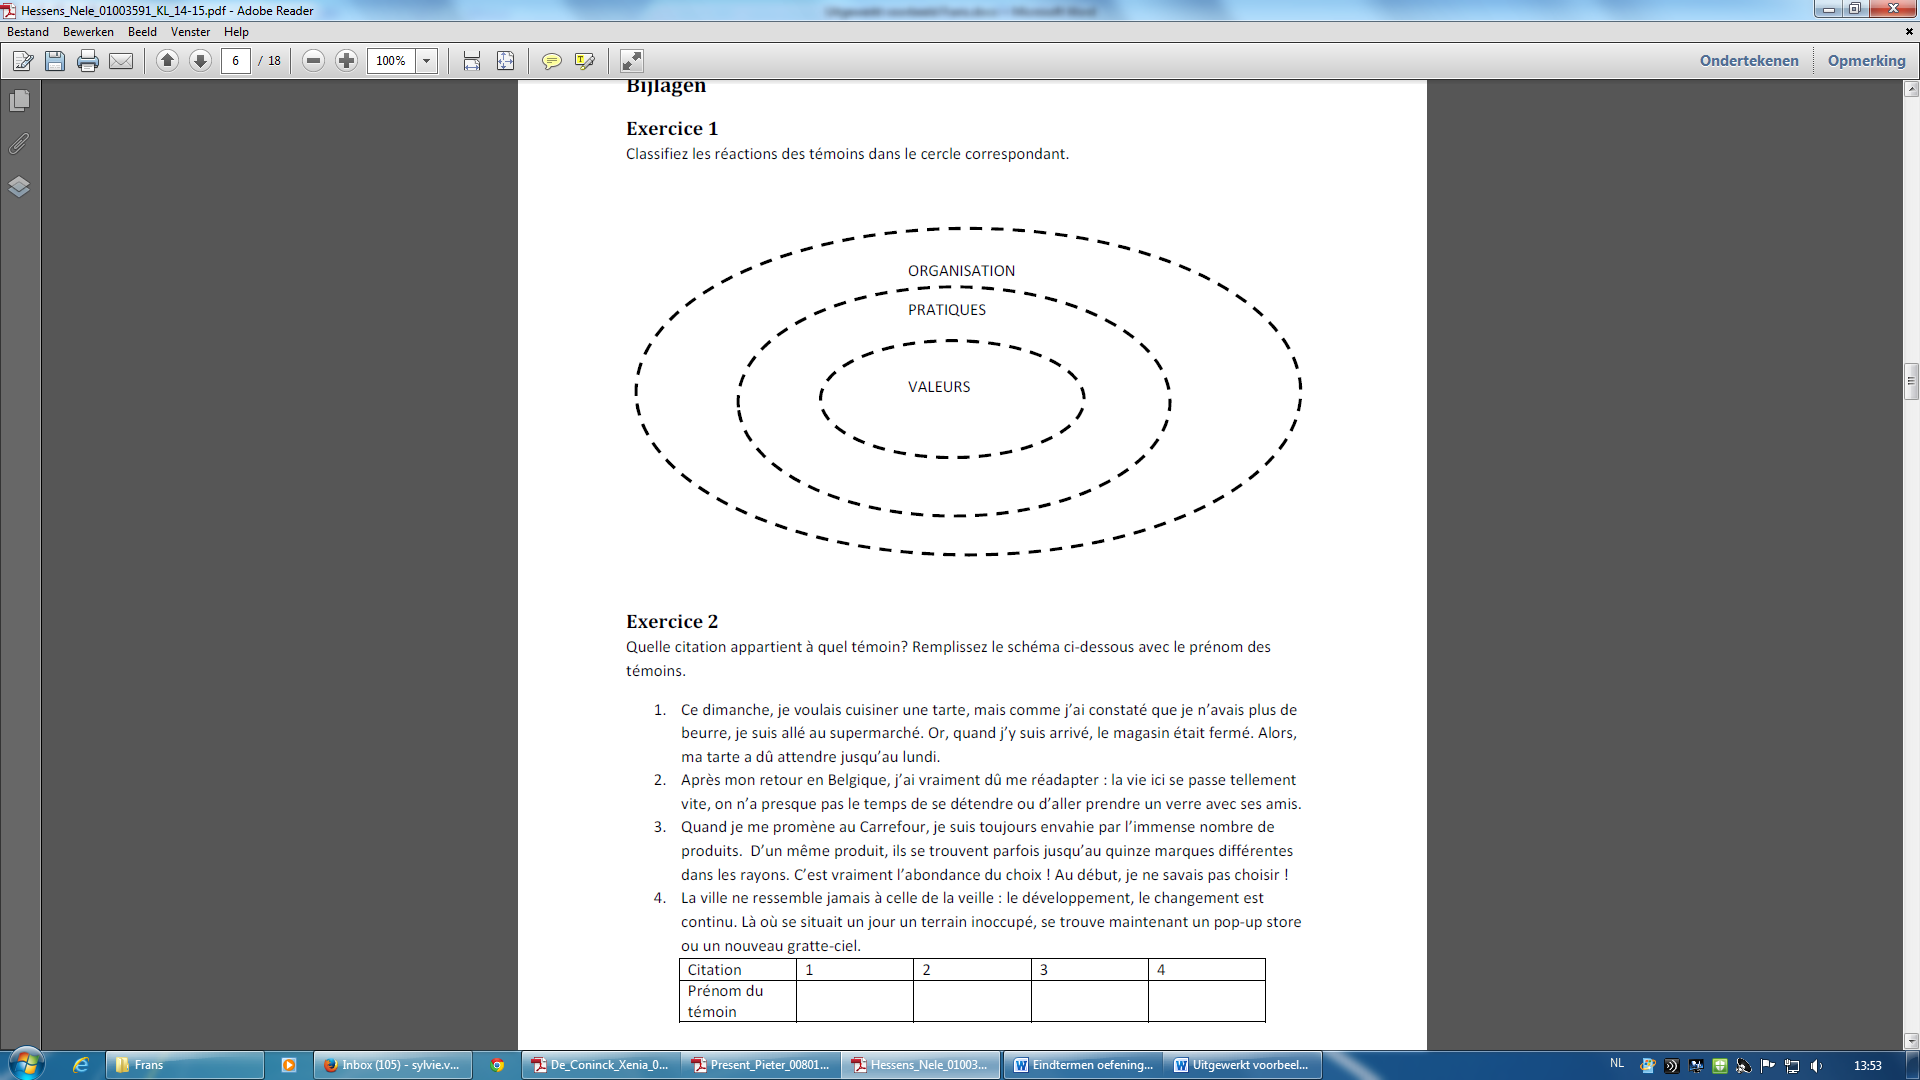 Hessens_Nele_01003591_KL_14-15.pdf - Adobe Reader
Bestand Bewerken Beeld Venster Help
6 / 18 100% Ondertekenen Opmerking
Bijlagen
Exercice 1
Classifiez les réactions des témoins dans le cercle correspondant.
ORGANISATION
PRATIQUES
VALEURS
Exercice 2
Quelle citation appartient à quel témoin? Remplissez le schéma ci-dessous avec le prénom des
témoins.
1. Ce dimanche, je voulais cuisiner une tarte, mais comme j’ai constaté que je n’avais plus de
beurre, je suis allé au supermarché. Or, quand j’y suis arrivé, le magasin était fermé. Alors,
ma tarte a dû attendre jusqu’au lundi.
2. Après mon retour en Belgique, j’ai vraiment dû me réadapter : la vie ici se passe tellement
vite, on n’a presque pas le temps de se détendre ou d’aller prendre un verre avec ses amis.
3. Quand je me promène au Carrefour, je suis toujours envahie par l’immense nombre de
produits. D’un même produit, ils se trouvent parfois jusqu’au quinze marques différentes
dans les rayons. C’est vraiment l’abondance du choix ! Au début, je ne savais pas choisir !
4. La ville ne ressemble jamais à celle de la veille : le développement, le changement est
continu. Là où se situait un jour un terrain inoccupé, se trouve maintenant un pop-up store
ou un nouveau gratte-ciel.
Citation 1 2 3 4
Prénom du
témoin
Frans Inbox (105) - sylvie.v... De_Coninck_Xenia_0... Present_Pieter_00801... Hessens_Nele_01003... Eindtermen oefening... Uitgewerkt voorbeel... NL 13:53